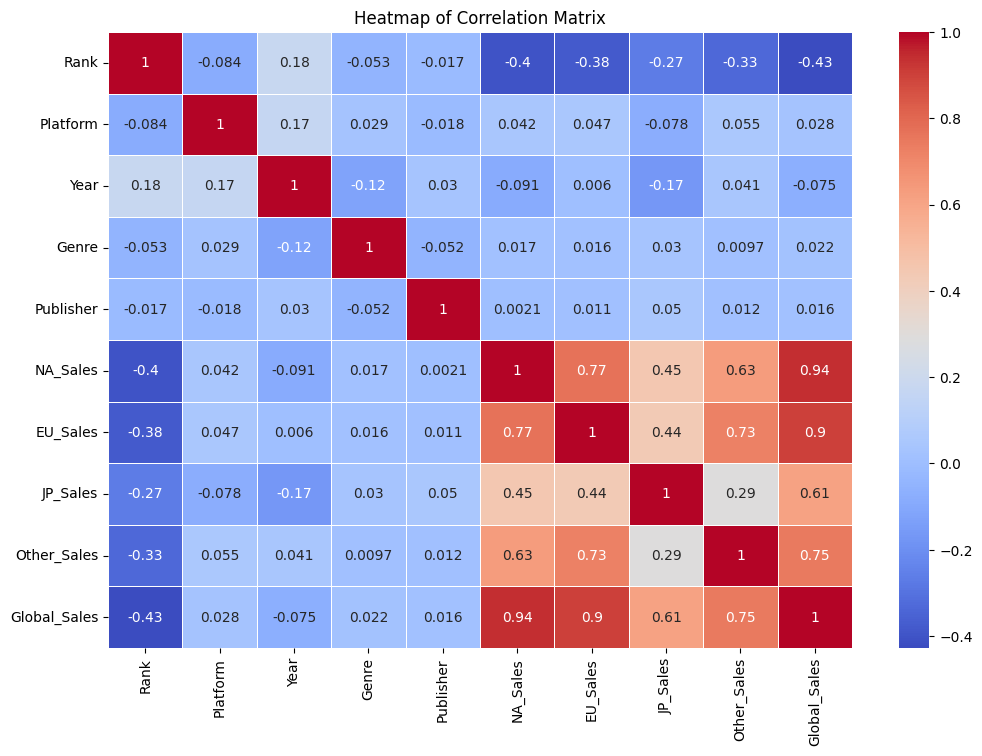 Heatmap of Correlation Matrix
Rank 1 -0.084 0.18 -0.053 -0.017 -0.4 -0.38 -0.27 -0.33 -0.43
Platform -0.084 1 0.17 0.029 -0.018 0.042 0.047 -0.078 0.055 0.028
Year 0.18 0.17 1 -0.12 0.03 -0.091 0.006 -0.17 0.041 -0.075
Genre -0.053 0.029 -0.12 1 -0.052 0.017 0.016 0.03 0.0097 0.022
Publisher -0.017 -0.018 0.03 -0.052 1 0.0021 0.011 0.05 0.012 0.016
NA_Sales -0.4 0.042 -0.091 0.017 0.0021 1 0.77 0.45 0.63 0.94
EU_Sales -0.38 0.047 0.006 0.016 0.011 0.77 1 0.44 0.73 0.9
JP_Sales -0.27 -0.078 -0.17 0.03 0.05 0.45 0.44 1 0.29 0.61
Other_Sales -0.33 0.055 0.041 0.0097 0.012 0.63 0.73 0.29 1 0.75
Global_Sales -0.43 0.028 -0.075 0.022 0.016 0.94 0.9 0.61 0.75 1
Rank Platform Year Genre Publisher NA_Sales EU_Sales JP_Sales Other_Sales Global_Sales
1.0
0.8
0.6
0.4
0.2
0.0
−0.2
−0.4